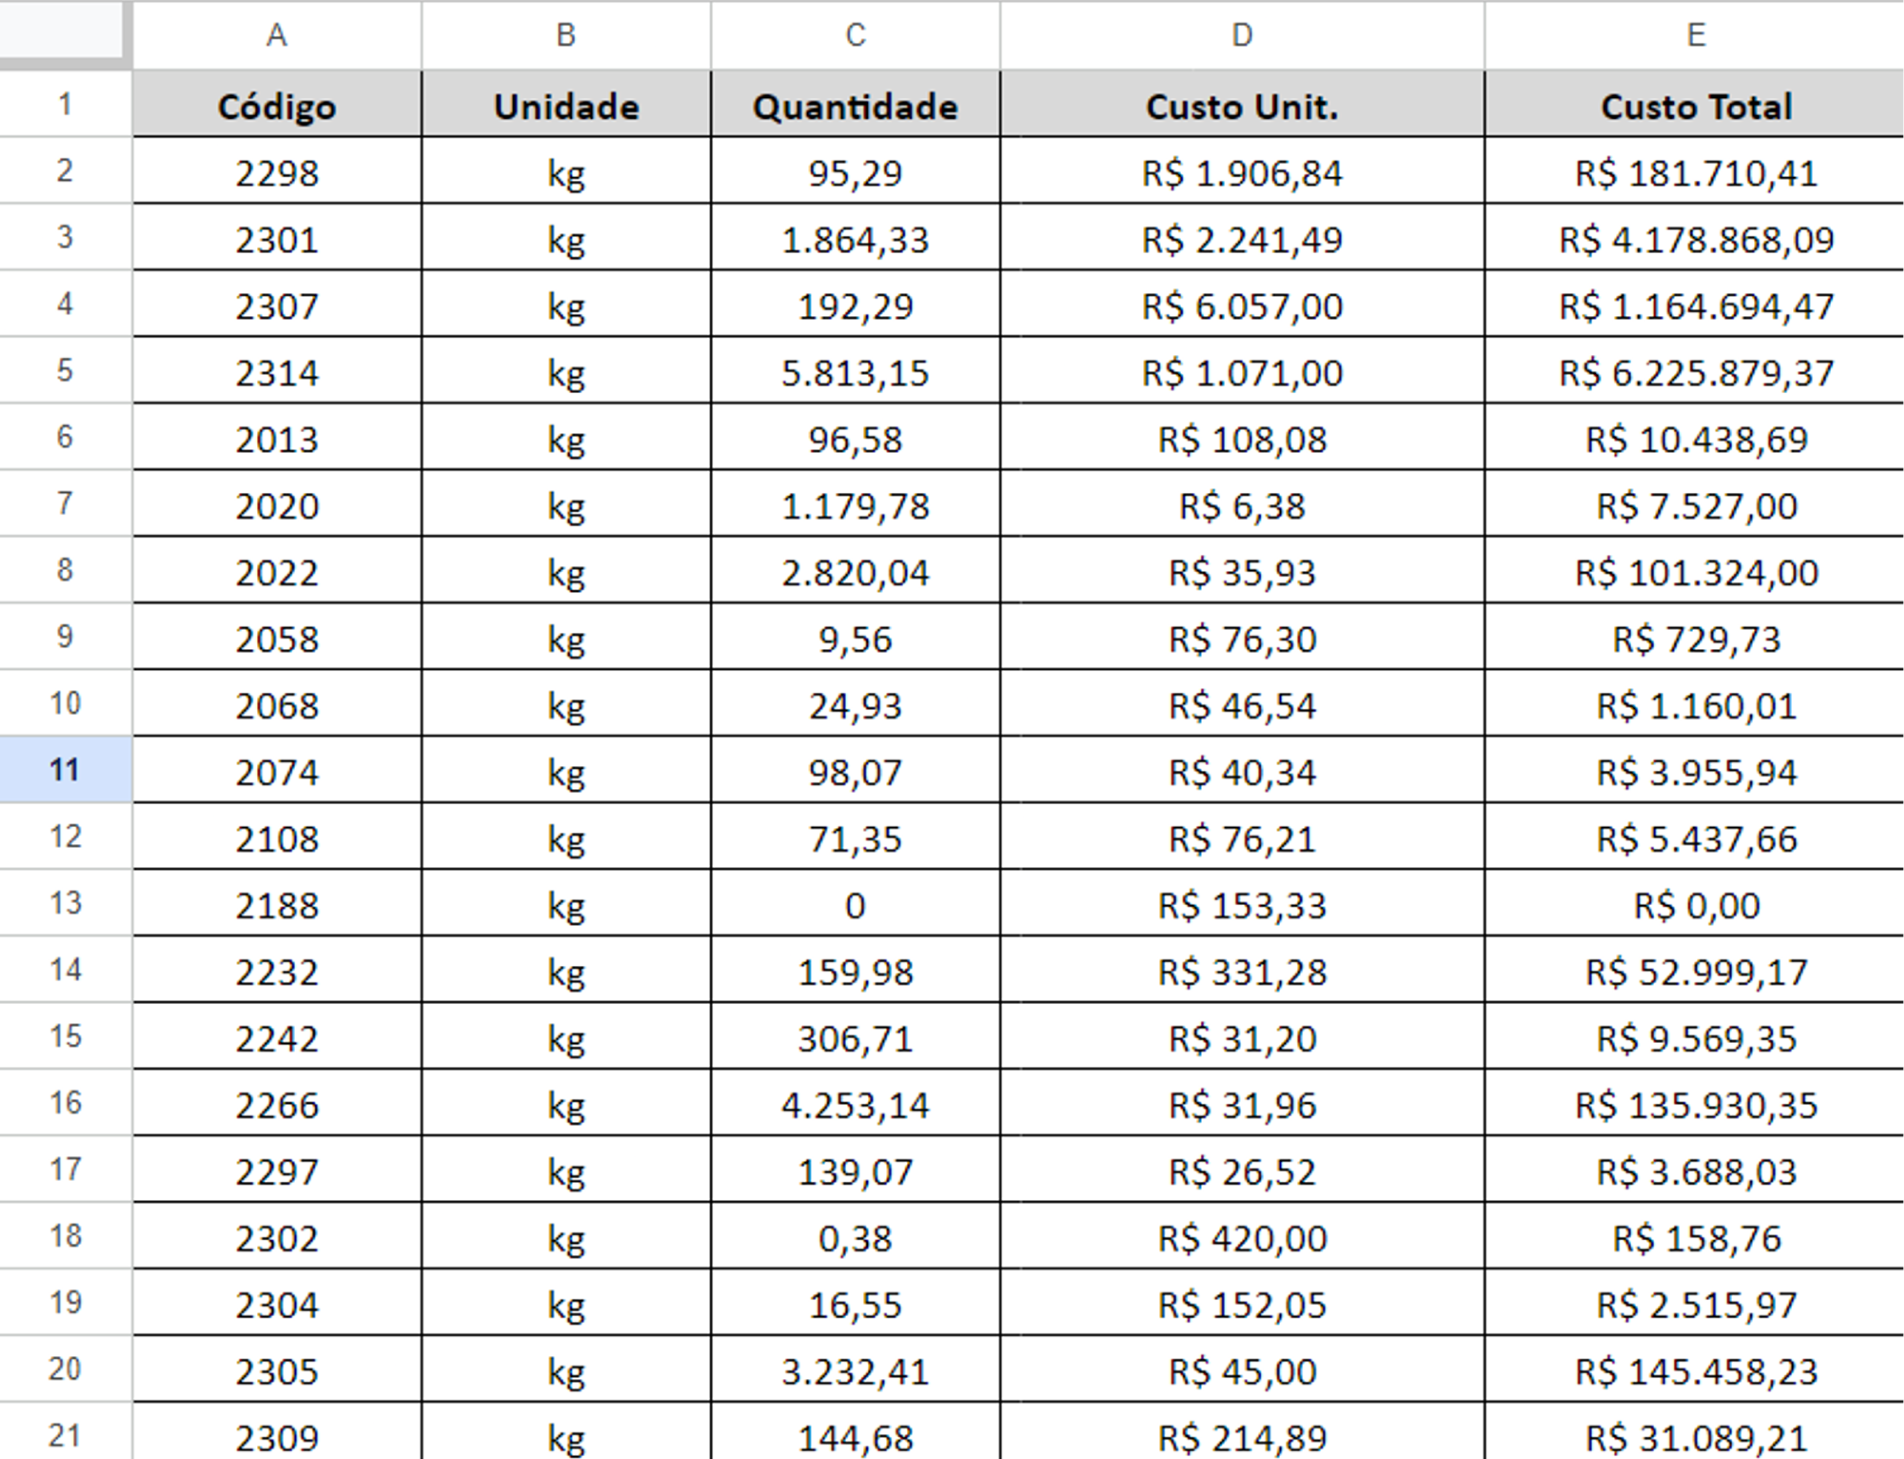 A B C D E
1 Código Unidade Quantidade Custo Unit. Custo Total
2 2298 kg 95,29 R$ 1.906,84 R$ 181.710,41
3 2301 kg 1.864,33 R$ 2.241,49 R$ 4.178.868,09
4 2307 kg 192,29 R$ 6.057,00 R$ 1.164.694,47
5 2314 kg 5.813,15 R$ 1.071,00 R$ 6.225.879,37
6 2013 kg 96,58 R$ 108,08 R$ 10.438,69
7 2020 kg 1.179,78 R$ 6,38 R$ 7.527,00
8 2022 kg 2.820,04 R$ 35,93 R$ 101.324,00
9 2058 kg 9,56 R$ 76,30 R$ 729,73
10 2068 kg 24,93 R$ 46,54 R$ 1.160,01
11 2074 kg 98,07 R$ 40,34 R$ 3.955,94
12 2108 kg 71,35 R$ 76,21 R$ 5.437,66
13 2188 kg 0 R$ 153,33 R$ 0,00
14 2232 kg 159,98 R$ 331,28 R$ 52.999,17
15 2242 kg 306,71 R$ 31,20 R$ 9.569,35
16 2266 kg 4.253,14 R$ 31,96 R$ 135.930,35
17 2297 kg 139,07 R$ 26,52 R$ 3.688,03
18 2302 kg 0,38 R$ 420,00 R$ 158,76
19 2304 kg 16,55 R$ 152,05 R$ 2.515,97
20 2305 kg 3.232,41 R$ 45,00 R$ 145.458,23
21 2309 kg 144,68 R$ 214,89 R$ 31.089,21